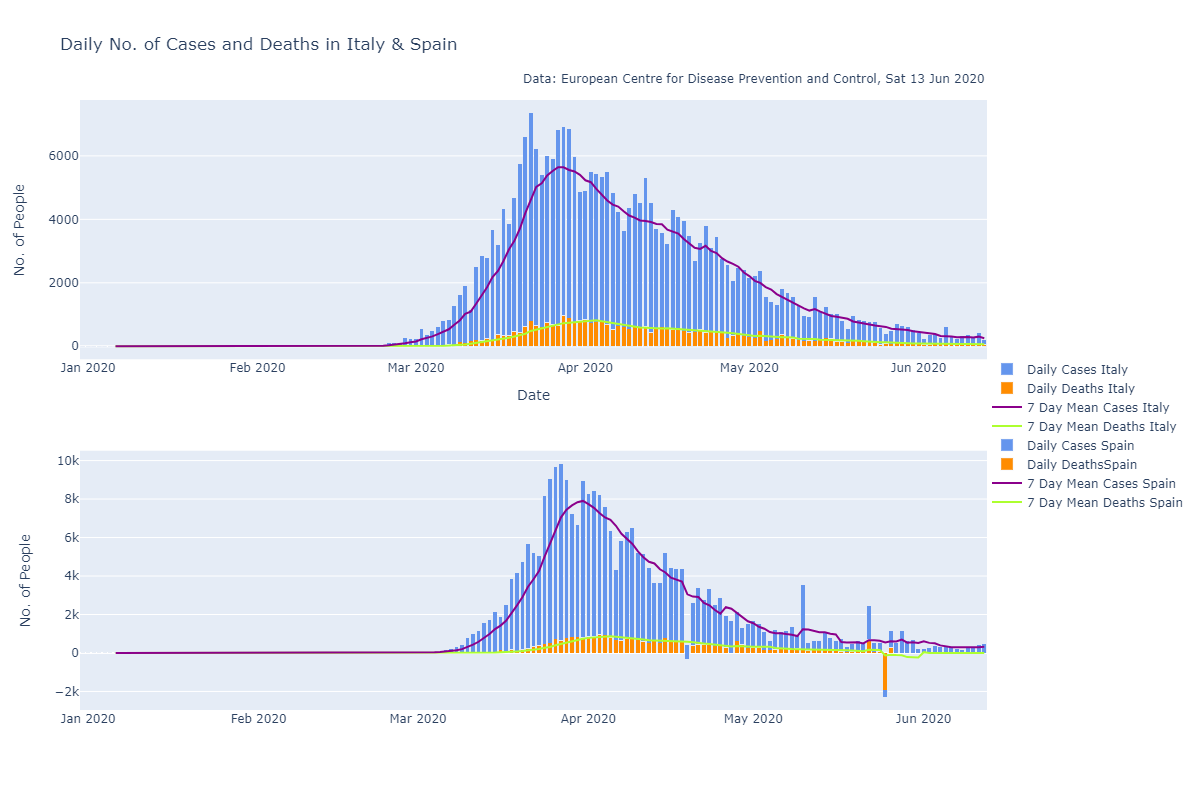 Daily No. of Cases and Deaths in Italy & Spain
Data: European Centre for Disease Prevention and Control, Sat 13 Jun 2020
No. of People
6000
4000
2000
0
Jan 2020 Feb 2020 Mar 2020 Apr 2020 May 2020 Jun 2020
Date
Daily Cases Italy
Daily Deaths Italy
7 Day Mean Cases Italy
7 Day Mean Deaths Italy
Daily Cases Spain
Daily DeathsSpain
7 Day Mean Cases Spain
7 Day Mean Deaths Spain
No. of People
10k
8k
6k
4k
2k
0
−2k
Jan 2020 Feb 2020 Mar 2020 Apr 2020 May 2020 Jun 2020